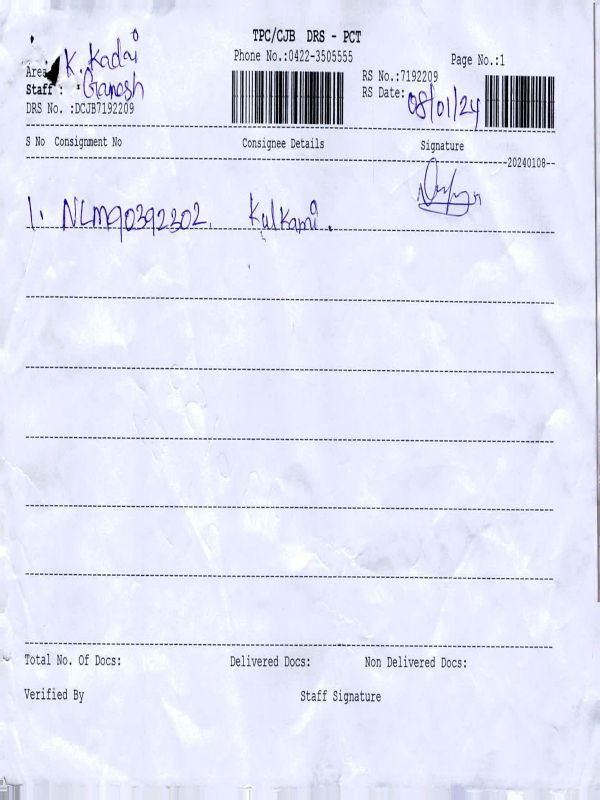 TPC/CJB DRS - PCT
Phone No.:0422-3505555
Page No.:1
Area K. Kadai
Staff : Ganesh
DRS No. :DCJB7192209
RS No.:7192209
RS Date: 08/01/24
S No Consignment No Consignee Details Signature
20240108
1. NLM90392302. Kulkarni.
Total No. Of Docs: Delivered Docs: Non Delivered Docs:
Verified By Staff Signature